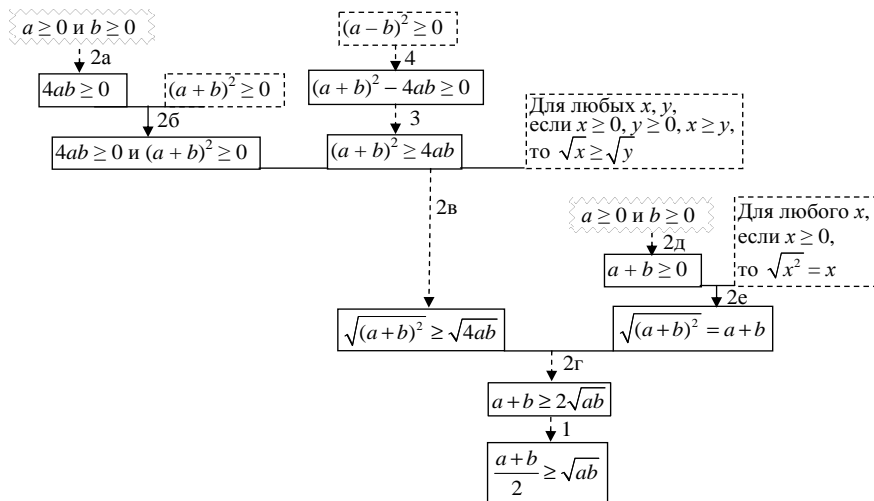 a ≥ 0 и b ≥ 0
(a – b)² ≥ 0
2а
4
4ab ≥ 0
(a + b)² ≥ 0
(a + b)² − 4ab ≥ 0
2б
3
Для любых x, y,
если x ≥ 0, y ≥ 0, x ≥ y,
то √x ≥ √y
4ab ≥ 0 и (a + b)² ≥ 0
(a + b)² ≥ 4ab
2в
a ≥ 0 и b ≥ 0
Для любого x,
если x ≥ 0,
то √x² = x
2д
a + b ≥ 0
2е
√(a+b)² ≥ √4ab
√(a+b)² = a+b
2г
a+b ≥ 2√ab
1
a+b
2
≥ √ab